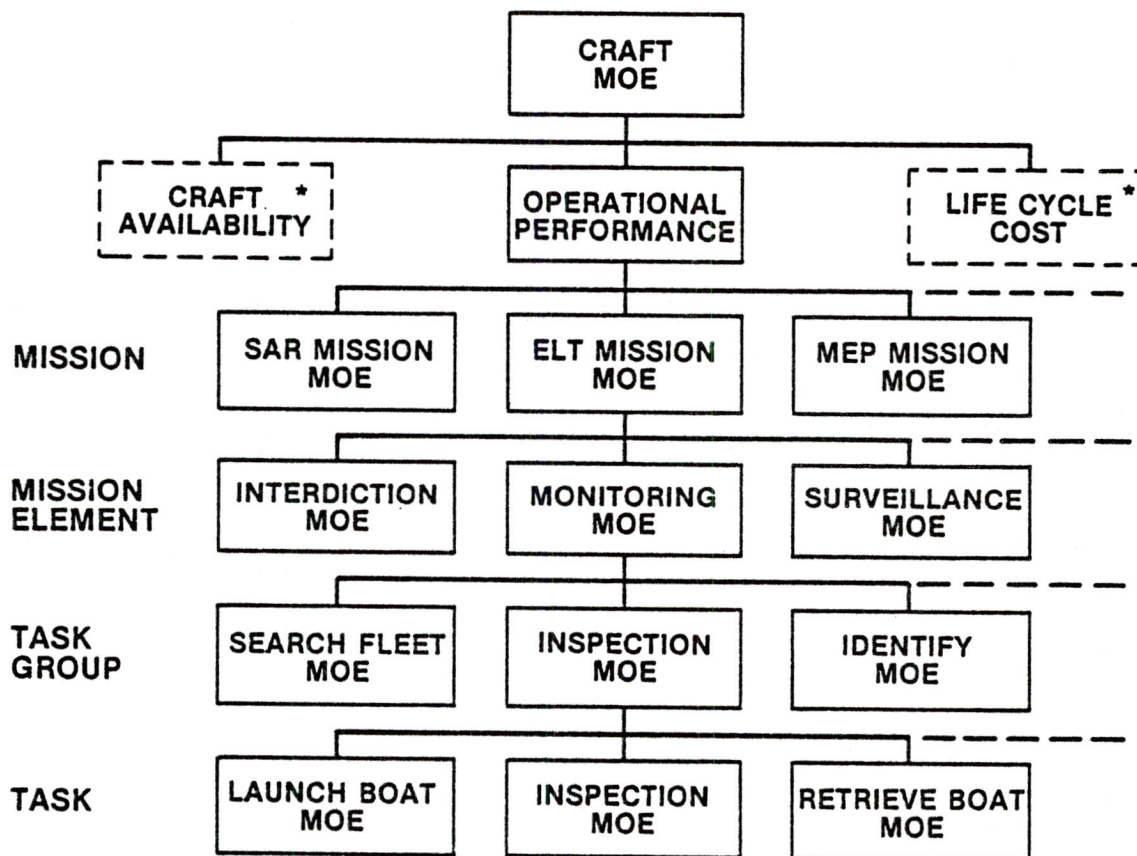 CRAFT
MOE
CRAFT *
AVAILABILITY
OPERATIONAL
PERFORMANCE
LIFE CYCLE *
COST
MISSION
SAR MISSION
MOE
ELT MISSION
MOE
MEP MISSION
MOE
MISSION
ELEMENT
INTERDICTION
MOE
MONITORING
MOE
SURVEILLANCE
MOE
TASK
GROUP
SEARCH FLEET
MOE
INSPECTION
MOE
IDENTIFY
MOE
TASK
LAUNCH BOAT
MOE
INSPECTION
MOE
RETRIEVE BOAT
MOE